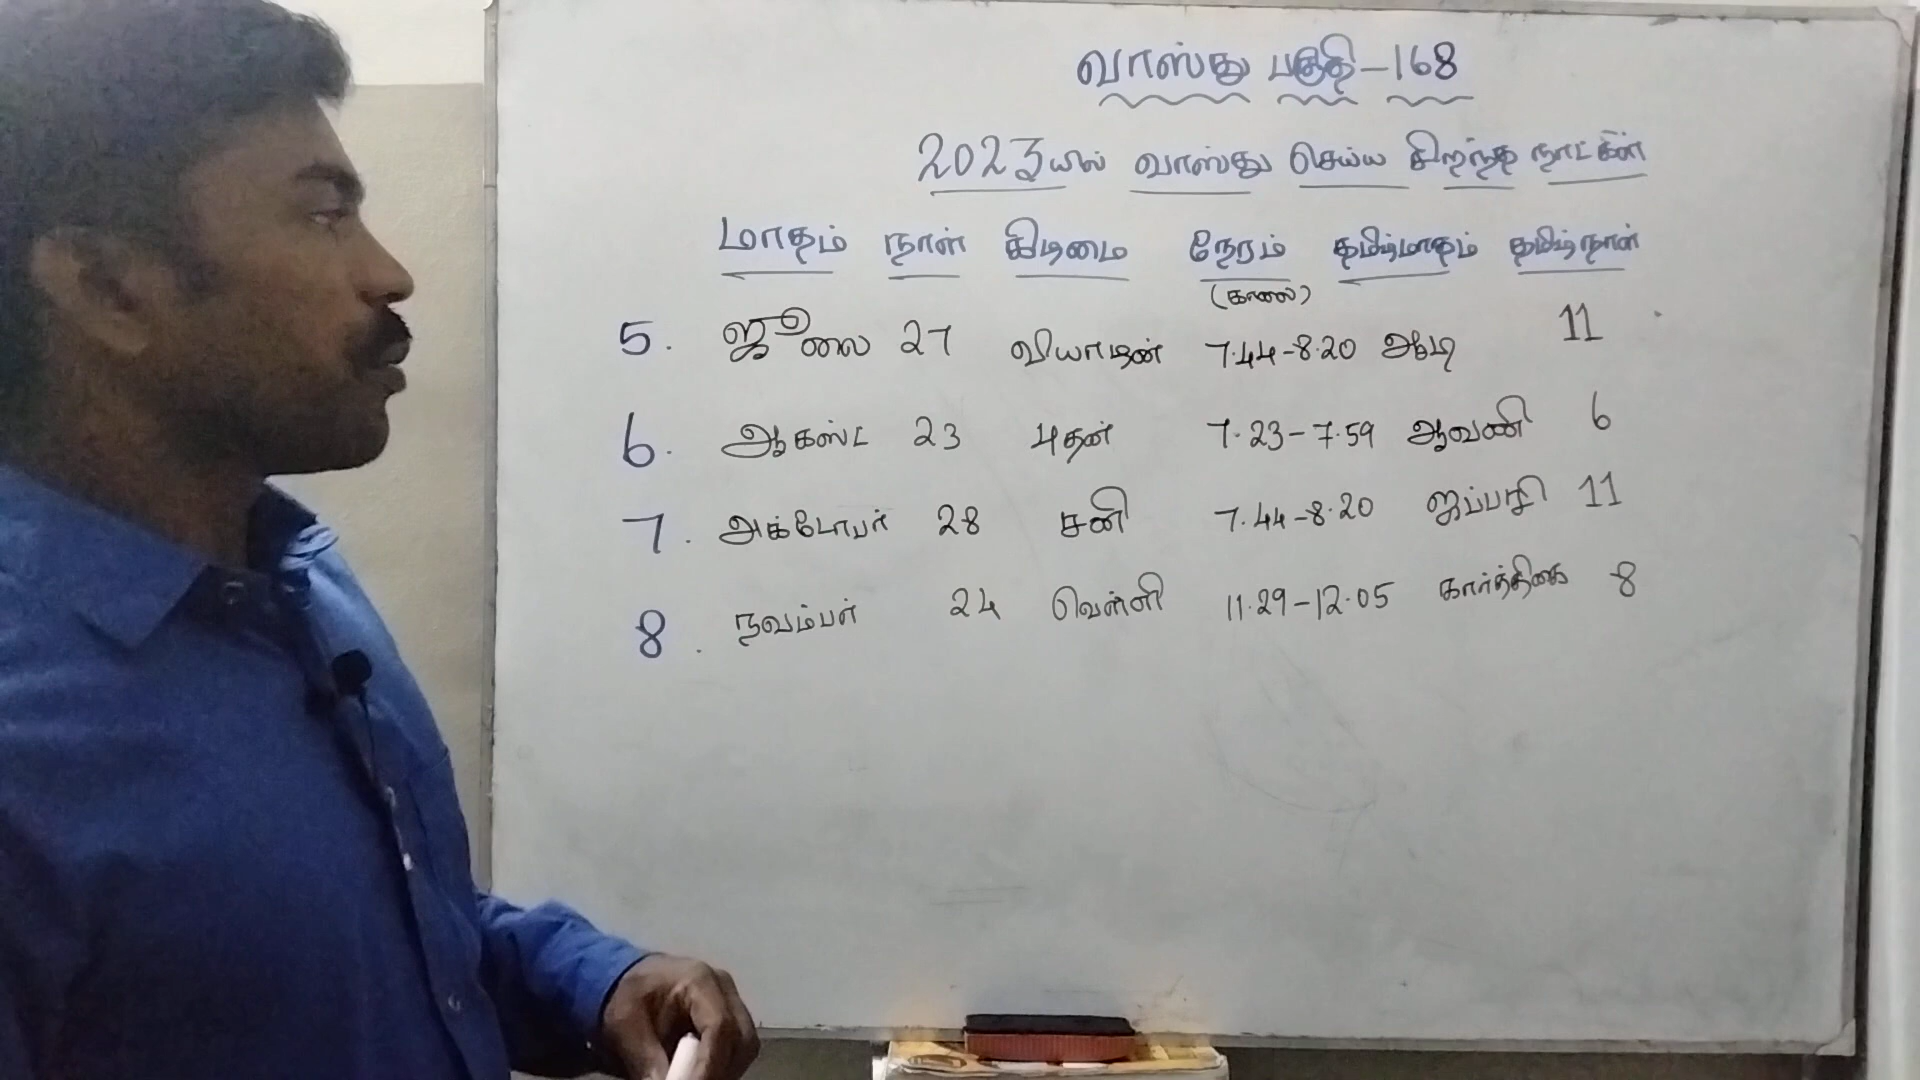 வாஸ்து பகுதி-168
2023யில் வாஸ்து செய்ய சிறந்த நாட்கள்
மாதம் நாள் கிழமை நேரம் தமிழ்மாதம் தமிழ்நாள்
(காலை)
5. ஜூலை 27 வியாழன் 7.44-8.20 ஆடி 11
6. ஆகஸ்ட் 23 புதன் 7.23-7.59 ஆவணி 6
7. அக்டோபர் 28 சனி 7.44-8.20 ஐப்பசி 11
8. நவம்பர் 24 வெள்ளி 11.29-12.05 கார்த்திகை 8